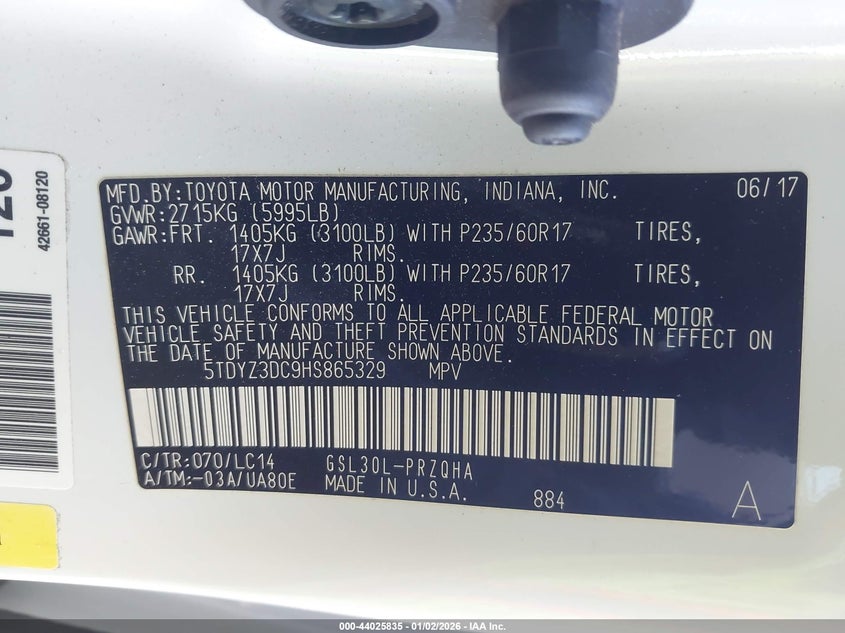 42661-08120
MFD.BY:TOYOTA MOTOR MANUFACTURING, INDIANA, INC. 06/17
GVWR:2715KG (5995LB)
GAWR:FRT. 1405KG (3100LB) WITH P235/60R17 TIRES,
17X7J RIMS.
RR. 1405KG (3100LB) WITH P235/60R17 TIRES,
17X7J RIMS.
THIS VEHICLE CONFORMS TO ALL APPLICABLE FEDERAL MOTOR
VEHICLE SAFETY AND THEFT PREVENTION STANDARDS IN EFFECT ON
THE DATE OF MANUFACTURE SHOWN ABOVE.
5TDYZ3DC9HS865329 MPV
C/TR:070/LC14 GSL30L-PRZQHA
A/TM:-03A/UA80E MADE IN U.S.A. 884 A
000-44025835 - 01/02/2026 - IAA Inc.